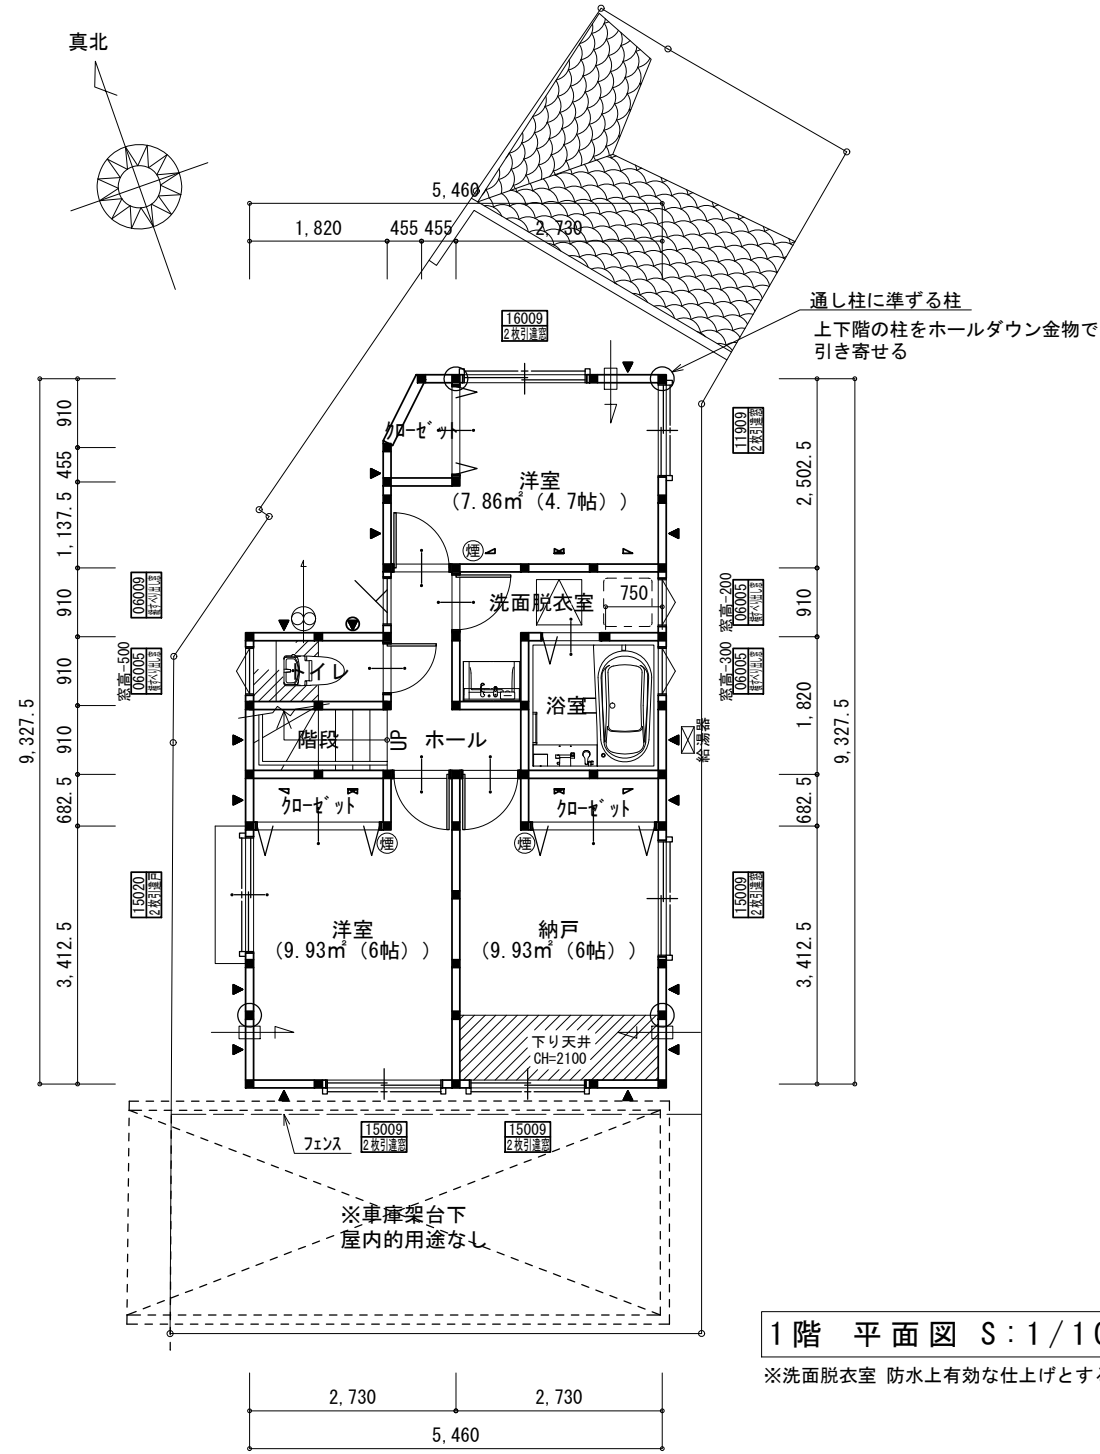 真北
5,460
1,820
455
455
2,730
通し柱に準ずる柱
上下階の柱をホールダウン金物で
引き寄せる
16009
2枚引違窓
11909
2枚引違窓
910
455
1,137.5
910
910
910
682.5
3,412.5
9,327.5
2,502.5
910
1,820
682.5
3,412.5
9,327.5
クローゼット
洋室
(7.86㎡(4.7帖))
煙
06009
窓高-500
06005
洗面脱衣室
750
窓高-200
06005
窓高-300
06005
トイレ
浴室
給湯器
階段
UP
ホール
クローゼット
クローゼット
煙
煙
15020
2枚引違戸
15009
2枚引違窓
洋室
(9.93㎡(6帖))
納戸
(9.93㎡(6帖))
下り天井
CH=2100
フェンス
15009
2枚引違窓
15009
2枚引違窓
※車庫架台下
屋内的用途なし
1階 平面図 S:1/10
※洗面脱衣室 防水上有効な仕上げとする
2,730
2,730
5,460